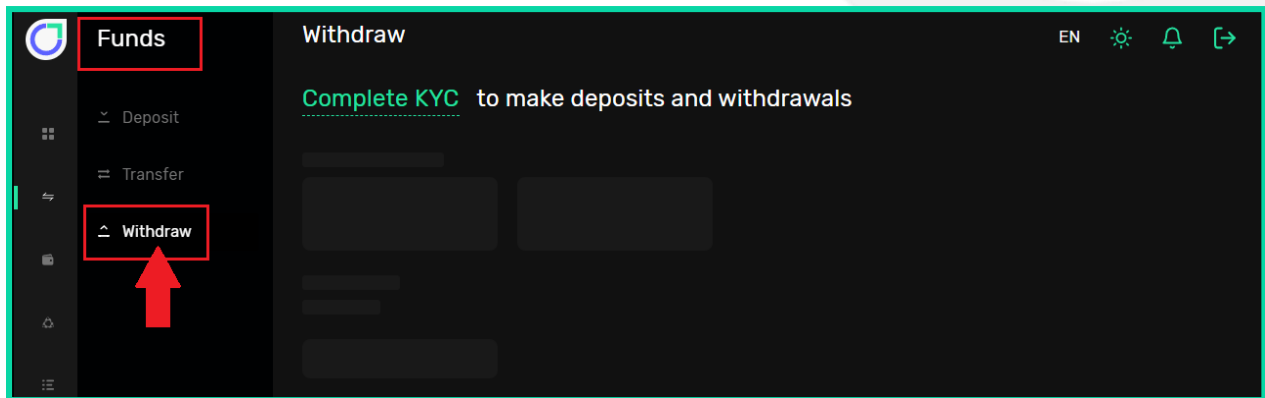 Funds
Deposit
Transfer
Withdraw
Withdraw
EN
Complete KYC to make deposits and withdrawals